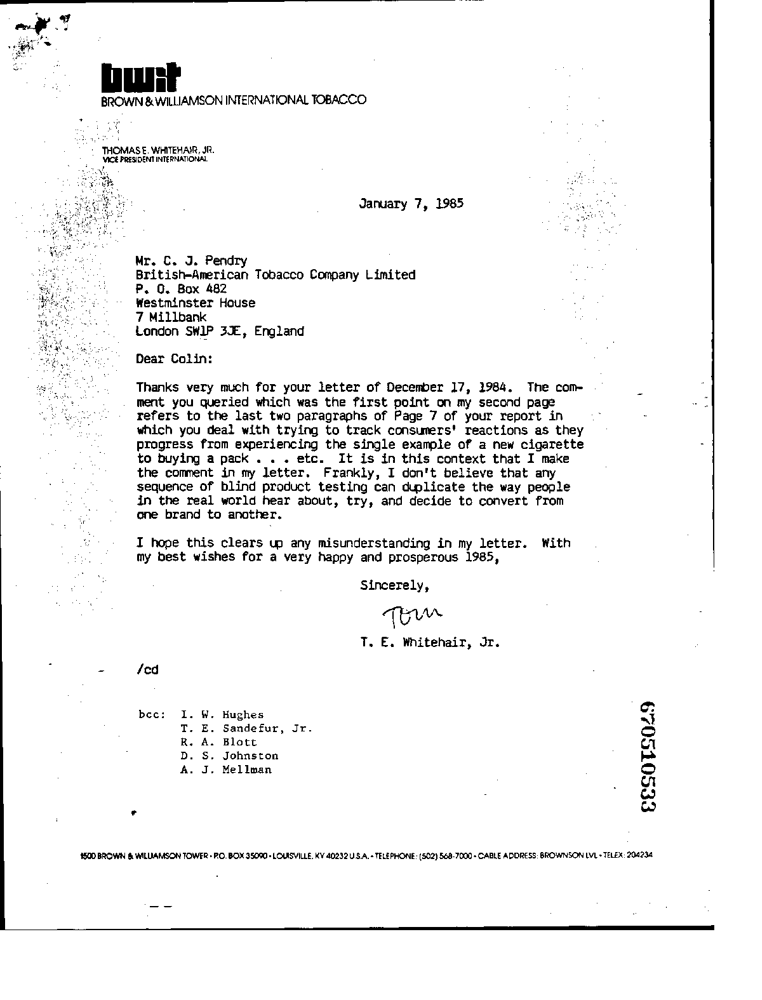 bwit
BROWN & WILLIAMSON INTERNATIONAL TOBACCO
THOMAS E. WHITEHAIR, JR.
VICE PRESIDENT INTERNATIONAL
January 7, 1985
Mr. C. J. Pendry
British-American Tobacco Company Limited
P. O. Box 482
Westminster House
7 Millbank
London SW1P 3JE, England
Dear Colin:
Thanks very much for your letter of December 17, 1984. The com-
ment you queried which was the first point on my second page
refers to the last two paragraphs of Page 7 of your report in
which you deal with trying to track consumers' reactions as they
progress from experiencing the single example of a new cigarette
to buying a pack . . . etc. It is in this context that I make
the comment in my letter. Frankly, I don't believe that any
sequence of blind product testing can duplicate the way people
in the real world hear about, try, and decide to convert from
one brand to another.
I hope this clears up any misunderstanding in my letter. With
my best wishes for a very happy and prosperous 1985,
Sincerely,
Tom
T. E. Whitehair, Jr.
/cd
bcc: I. W. Hughes
T. E. Sandefur, Jr.
R. A. Blott
D. S. Johnston
A. J. Mellman
670510533
1500 BROWN & WILLIAMSON TOWER • P.O. BOX 35090 • LOUISVILLE, KY 40232 U.S.A. • TELEPHONE: (502) 568-7000 • CABLE ADDRESS: BROWNSON LVL • TELEX: 204234